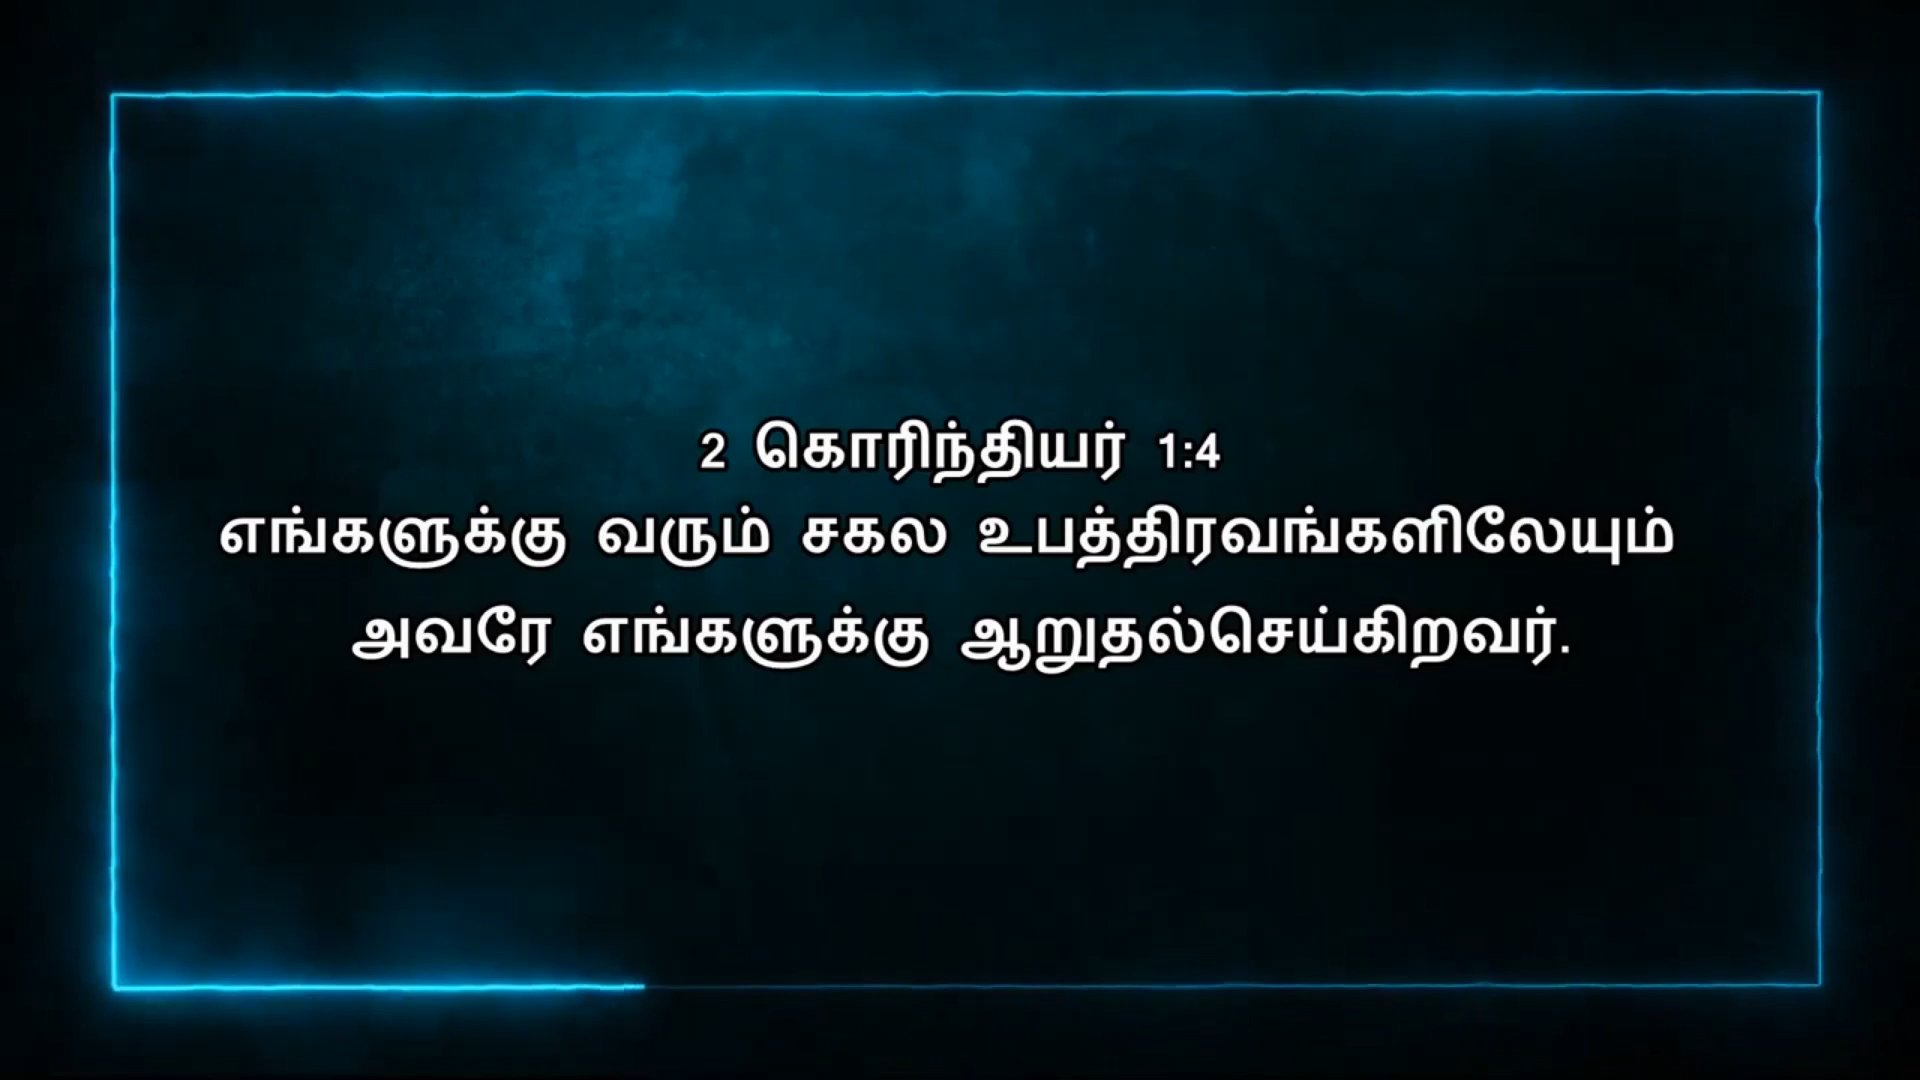 2 கொரிந்தியர் 1:4
எங்களுக்கு வரும் சகல உபத்திரவங்களிலேயும்
அவரே எங்களுக்கு ஆறுதல்செய்கிறவர்.